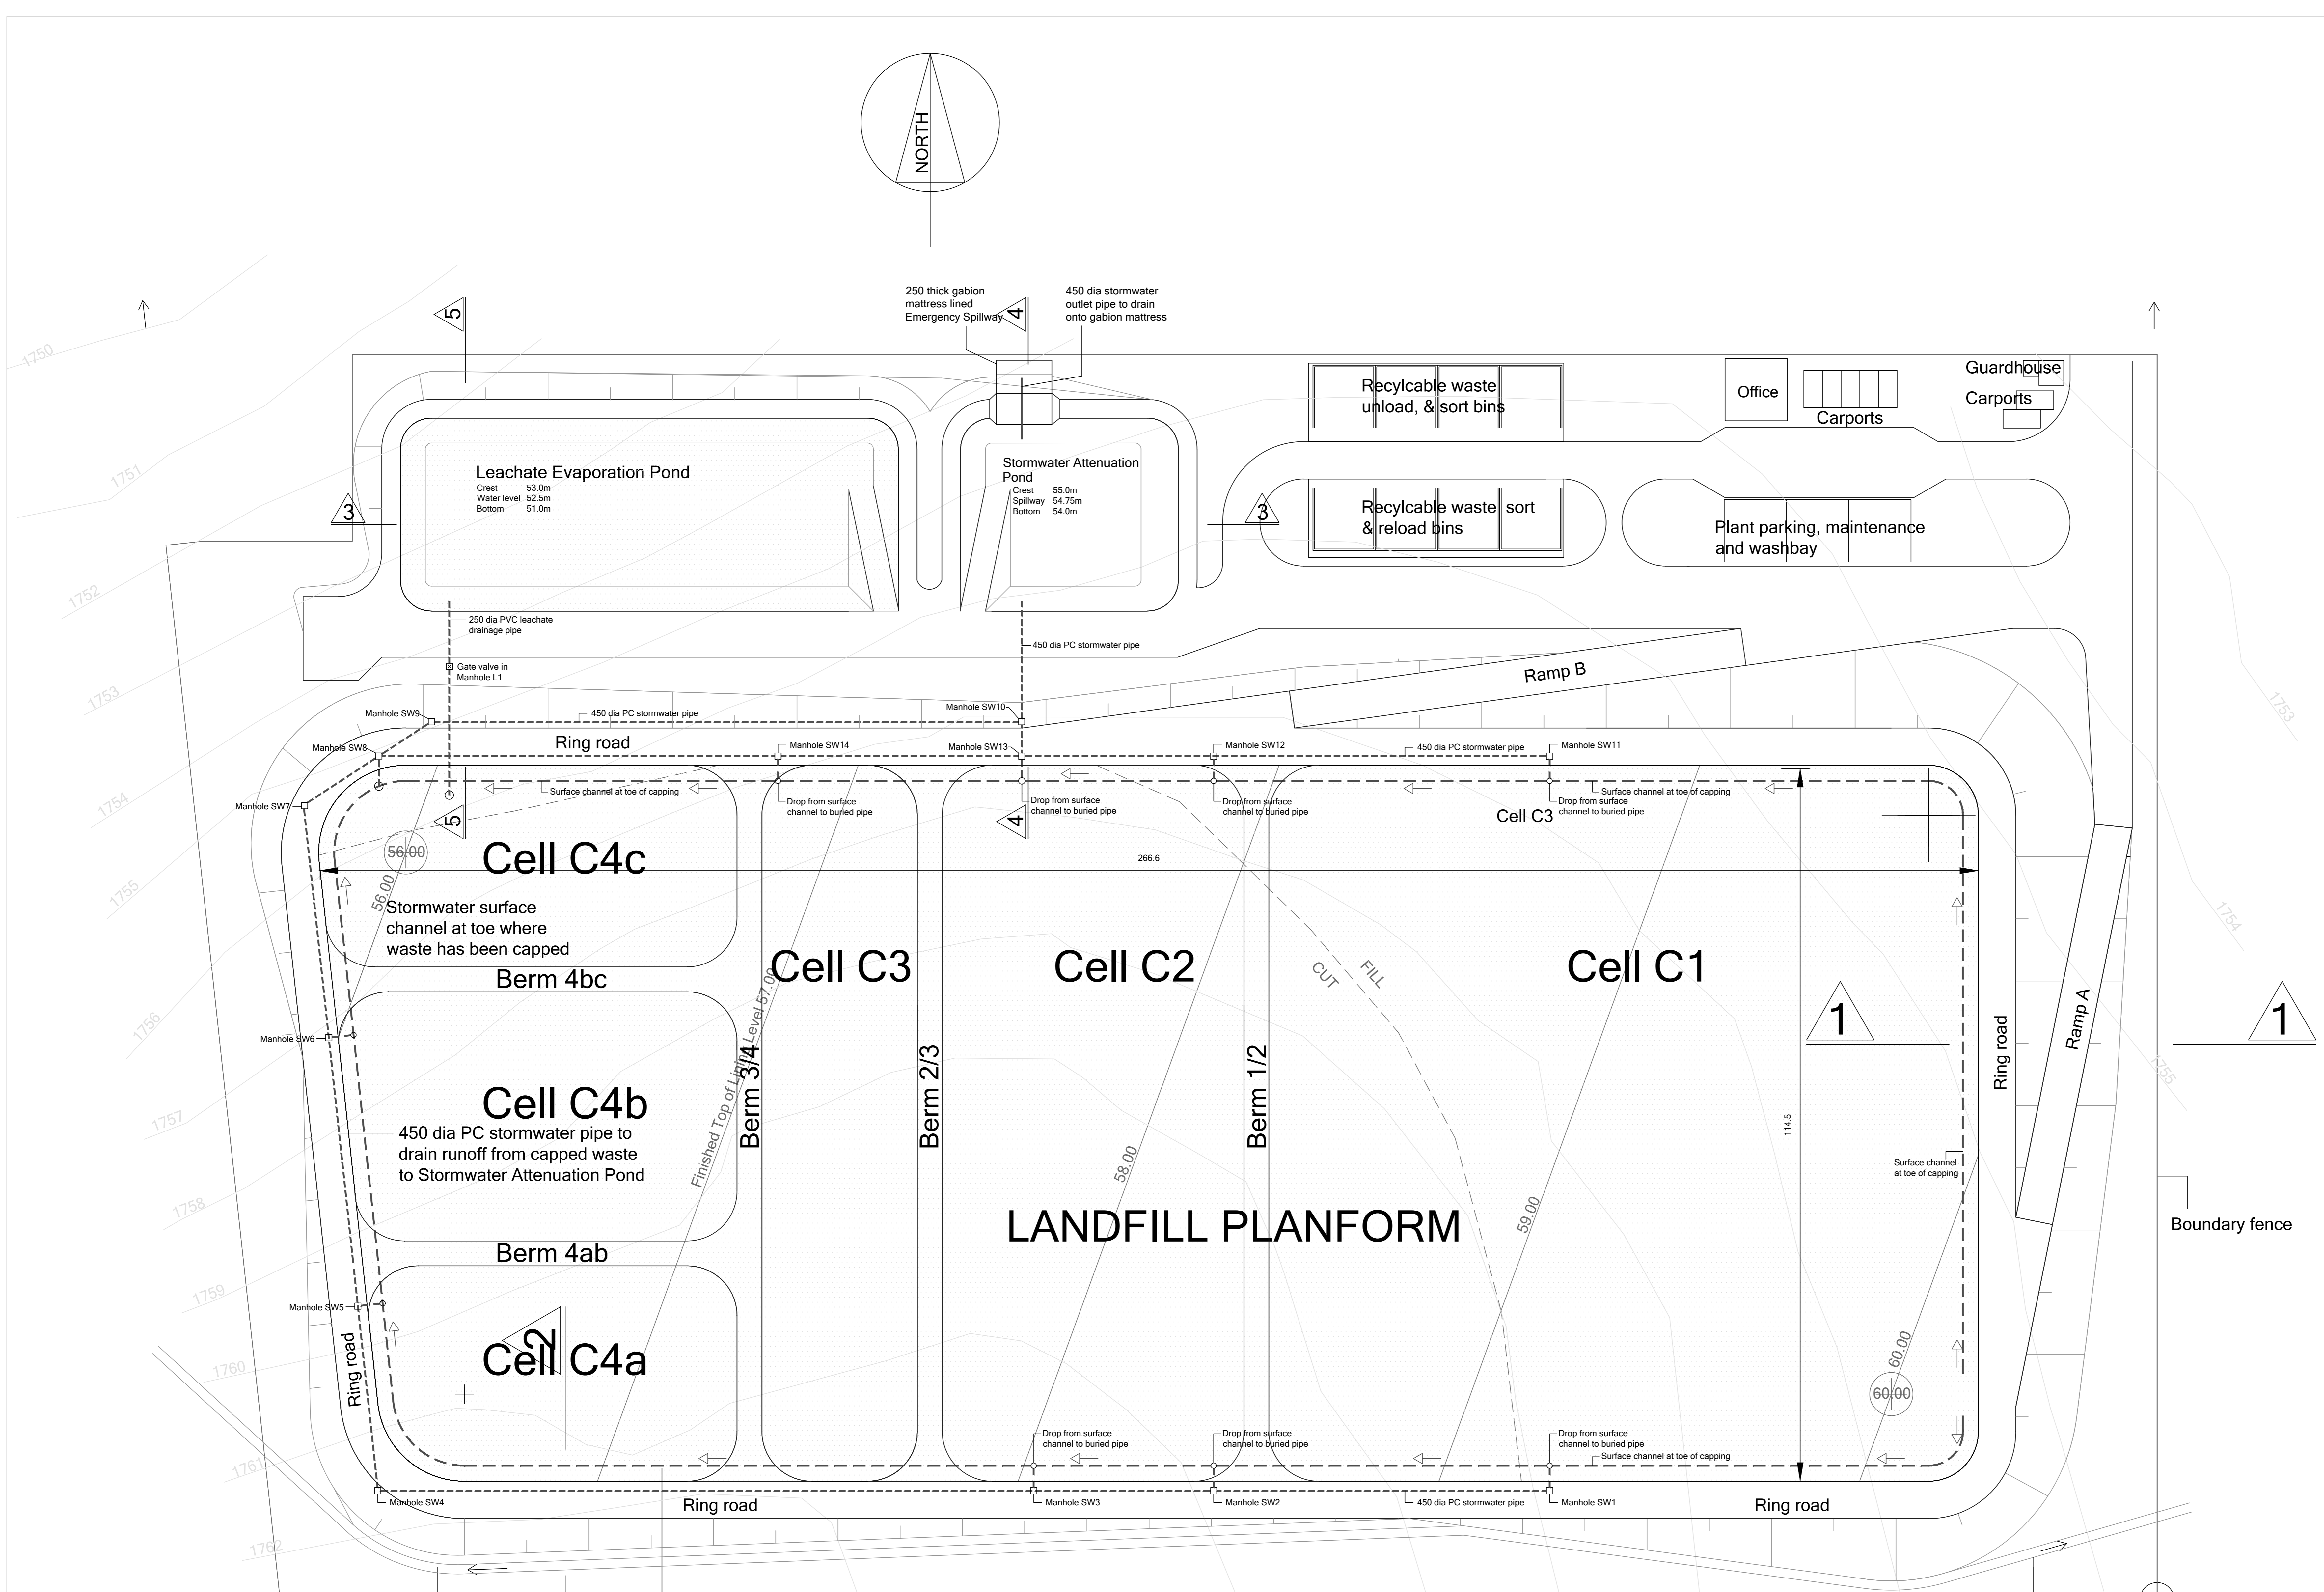 NORTH
250 thick gabion
mattress lined
Emergency Spillway
450 dia stormwater
outlet pipe to drain
onto gabion mattress
5
4
1750
1751
1752
1753
1754
1755
1756
1757
1758
1759
1760
1761
1762
Leachate Evaporation Pond
Crest 53.0m
Water level 52.5m
Bottom 51.0m
Stormwater Attenuation
Pond
Crest 55.0m
Spillway 54.75m
Bottom 54.0m
3
3
Recylcable waste
unload, & sort bins
Recylcable waste sort
& reload bins
Office
Carports
Guardhouse
Carports
Plant parking, maintenance
and washbay
250 dia PVC leachate
drainage pipe
Gate valve in
Manhole L1
450 dia PC stormwater pipe
Ramp B
1753
1754
1755
Manhole SW9
450 dia PC stormwater pipe
Manhole SW10
Ring road
Manhole SW8
Manhole SW14
Manhole SW13
Manhole SW12
450 dia PC stormwater pipe
Manhole SW11
Manhole SW7
Surface channel at toe of capping
Drop from surface
channel to buried pipe
Drop from surface
channel to buried pipe
Drop from surface
channel to buried pipe
Surface channel at toe of capping
Drop from surface
channel to buried pipe
Cell C3
5
4
56.00
56.00
Cell C4c
266.6
Stormwater surface
channel at toe where
waste has been capped
Berm 4bc
Cell C3
Cell C2
Cell C1
CUT
FILL
1
1
Manhole SW6
Finished Top of Lining Level 57.00
Berm 3/4
Berm 2/3
Berm 1/2
Ring road
Ramp A
Cell C4b
450 dia PC stormwater pipe to
drain runoff from capped waste
to Stormwater Attenuation Pond
114.5
58.00
59.00
60.00
60.00
Surface channel
at toe of capping
LANDFILL PLANFORM
Boundary fence
Berm 4ab
Manhole SW5
Ring road
2
Cell C4a
Drop from surface
channel to buried pipe
Drop from surface
channel to buried pipe
Drop from surface
channel to buried pipe
Surface channel at toe of capping
Manhole SW4
Ring road
Manhole SW3
Manhole SW2
450 dia PC stormwater pipe
Manhole SW1
Ring road